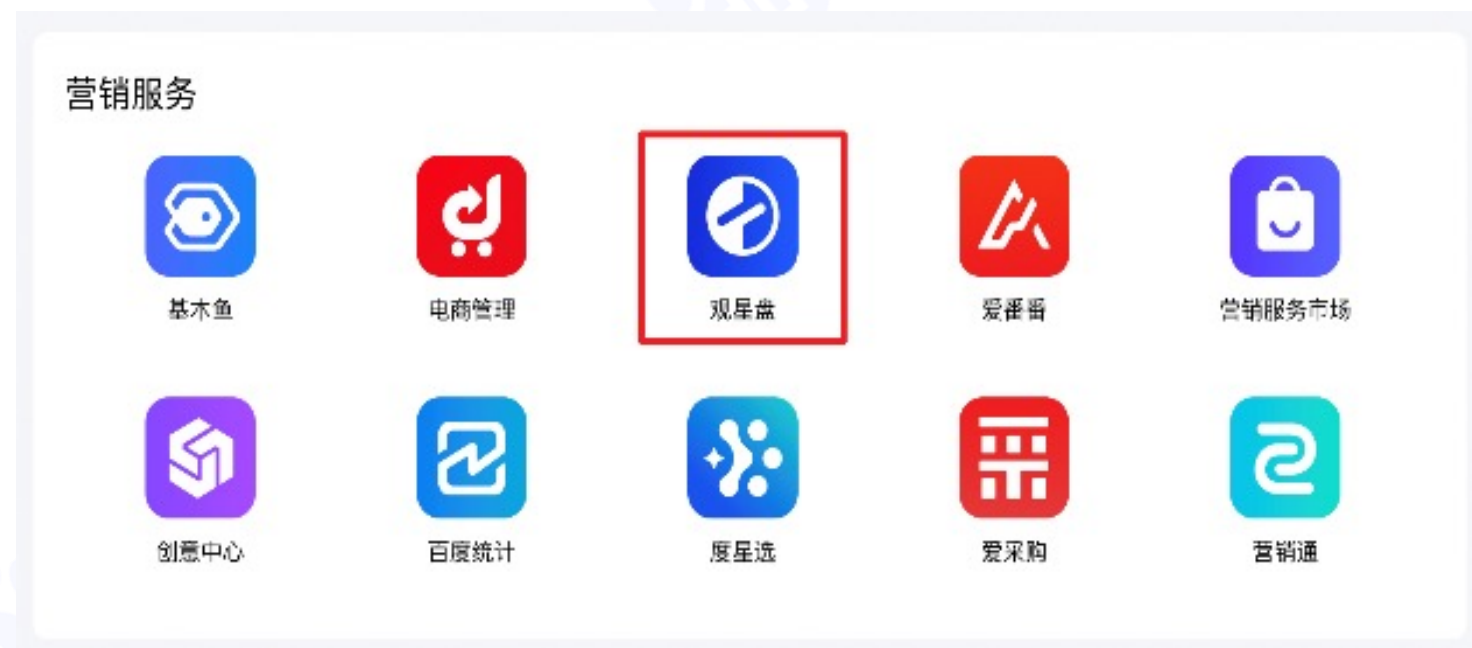 营销服务
基木鱼
电商管理
观星盘
爱番番
营销服务市场
创意中心
百度统计
度星选
爱采购
营销通